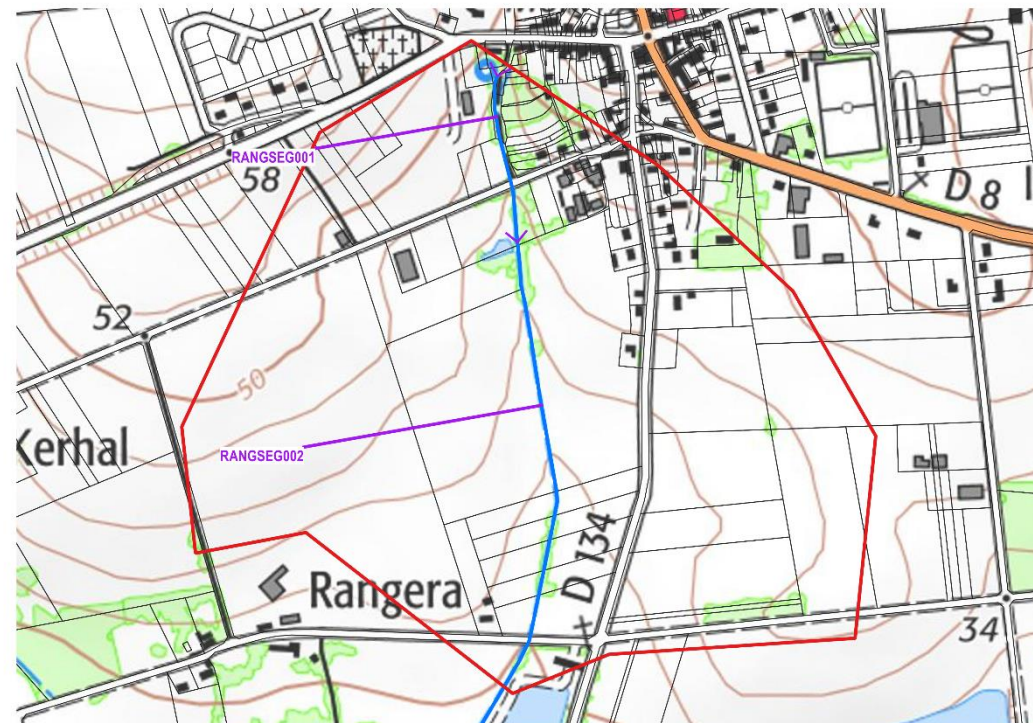 RANGSEG001
58
D 8
52
50
Kerhal
RANGSEG002
D 134
Rangera
34